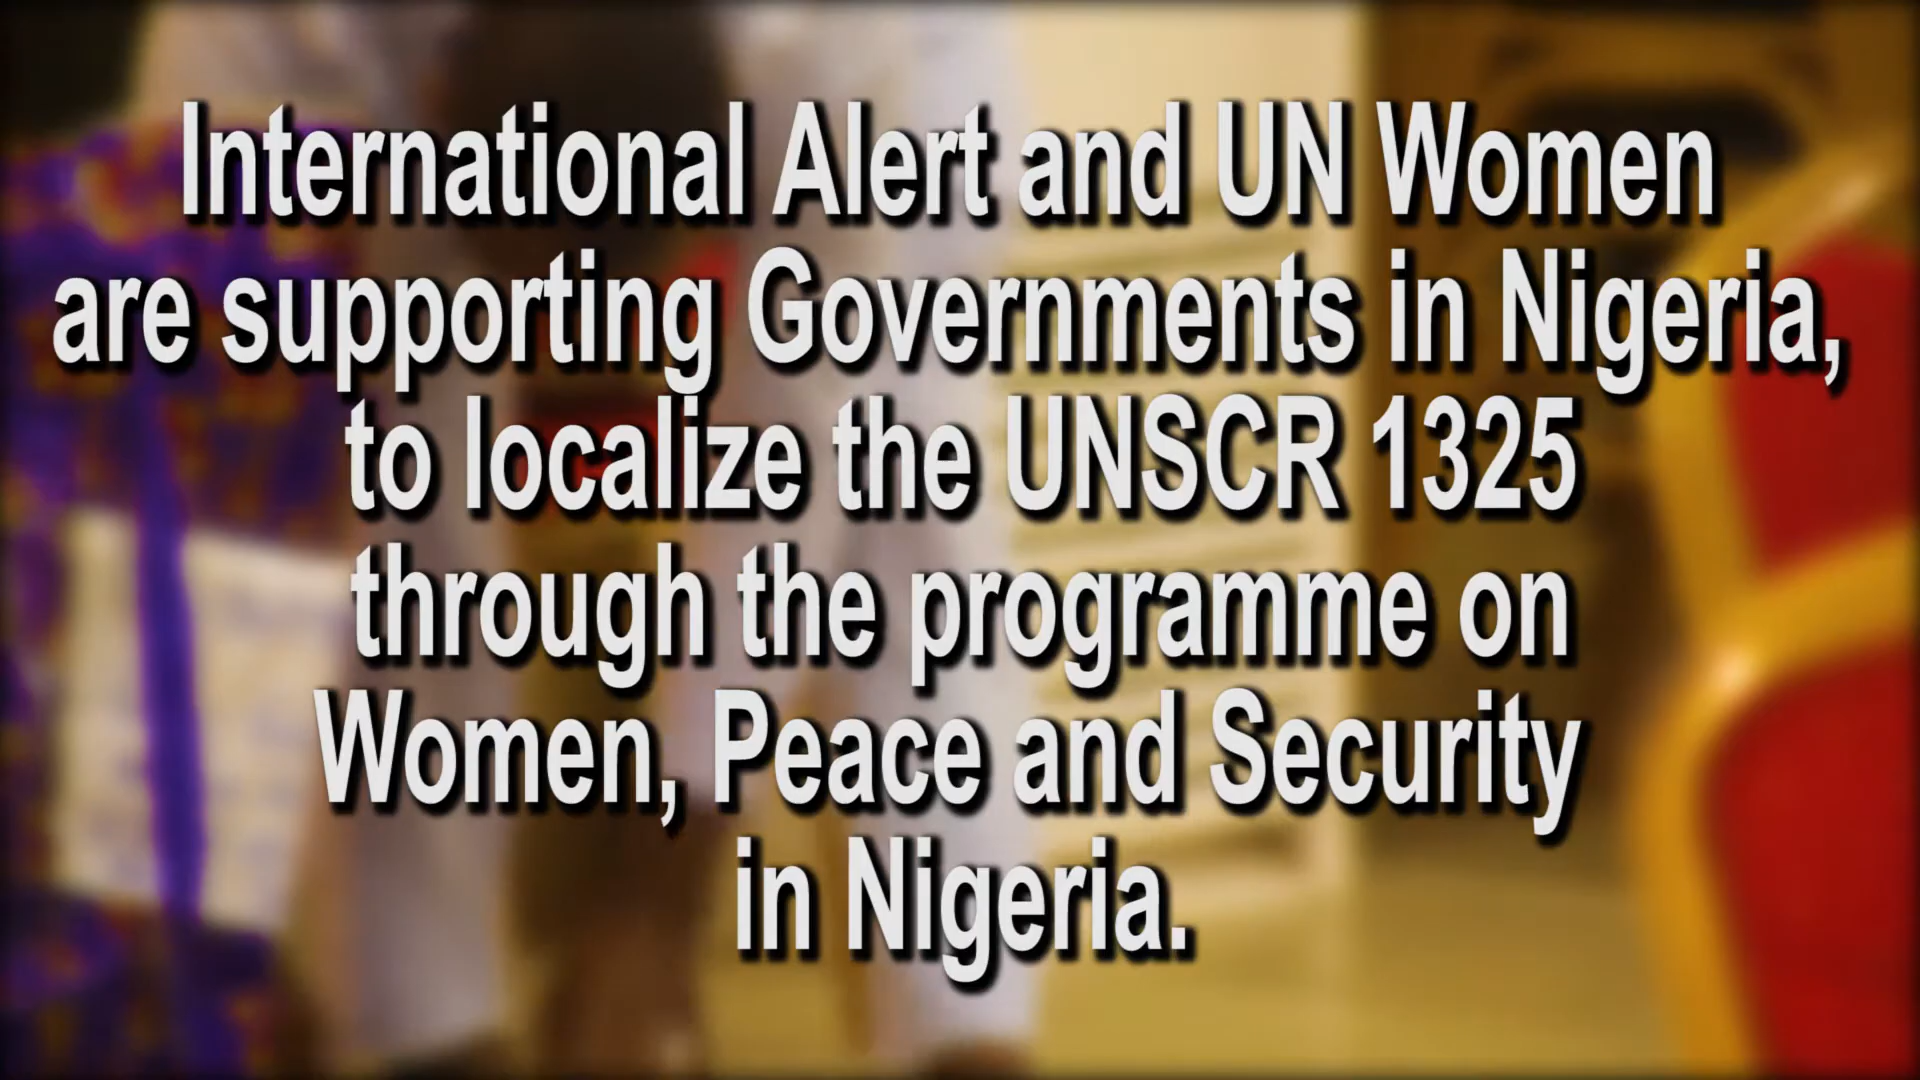 International Alert and UN Women
are supporting Governments in Nigeria,
to localize the UNSCR 1325
through the programme on
Women, Peace and Security
in Nigeria.